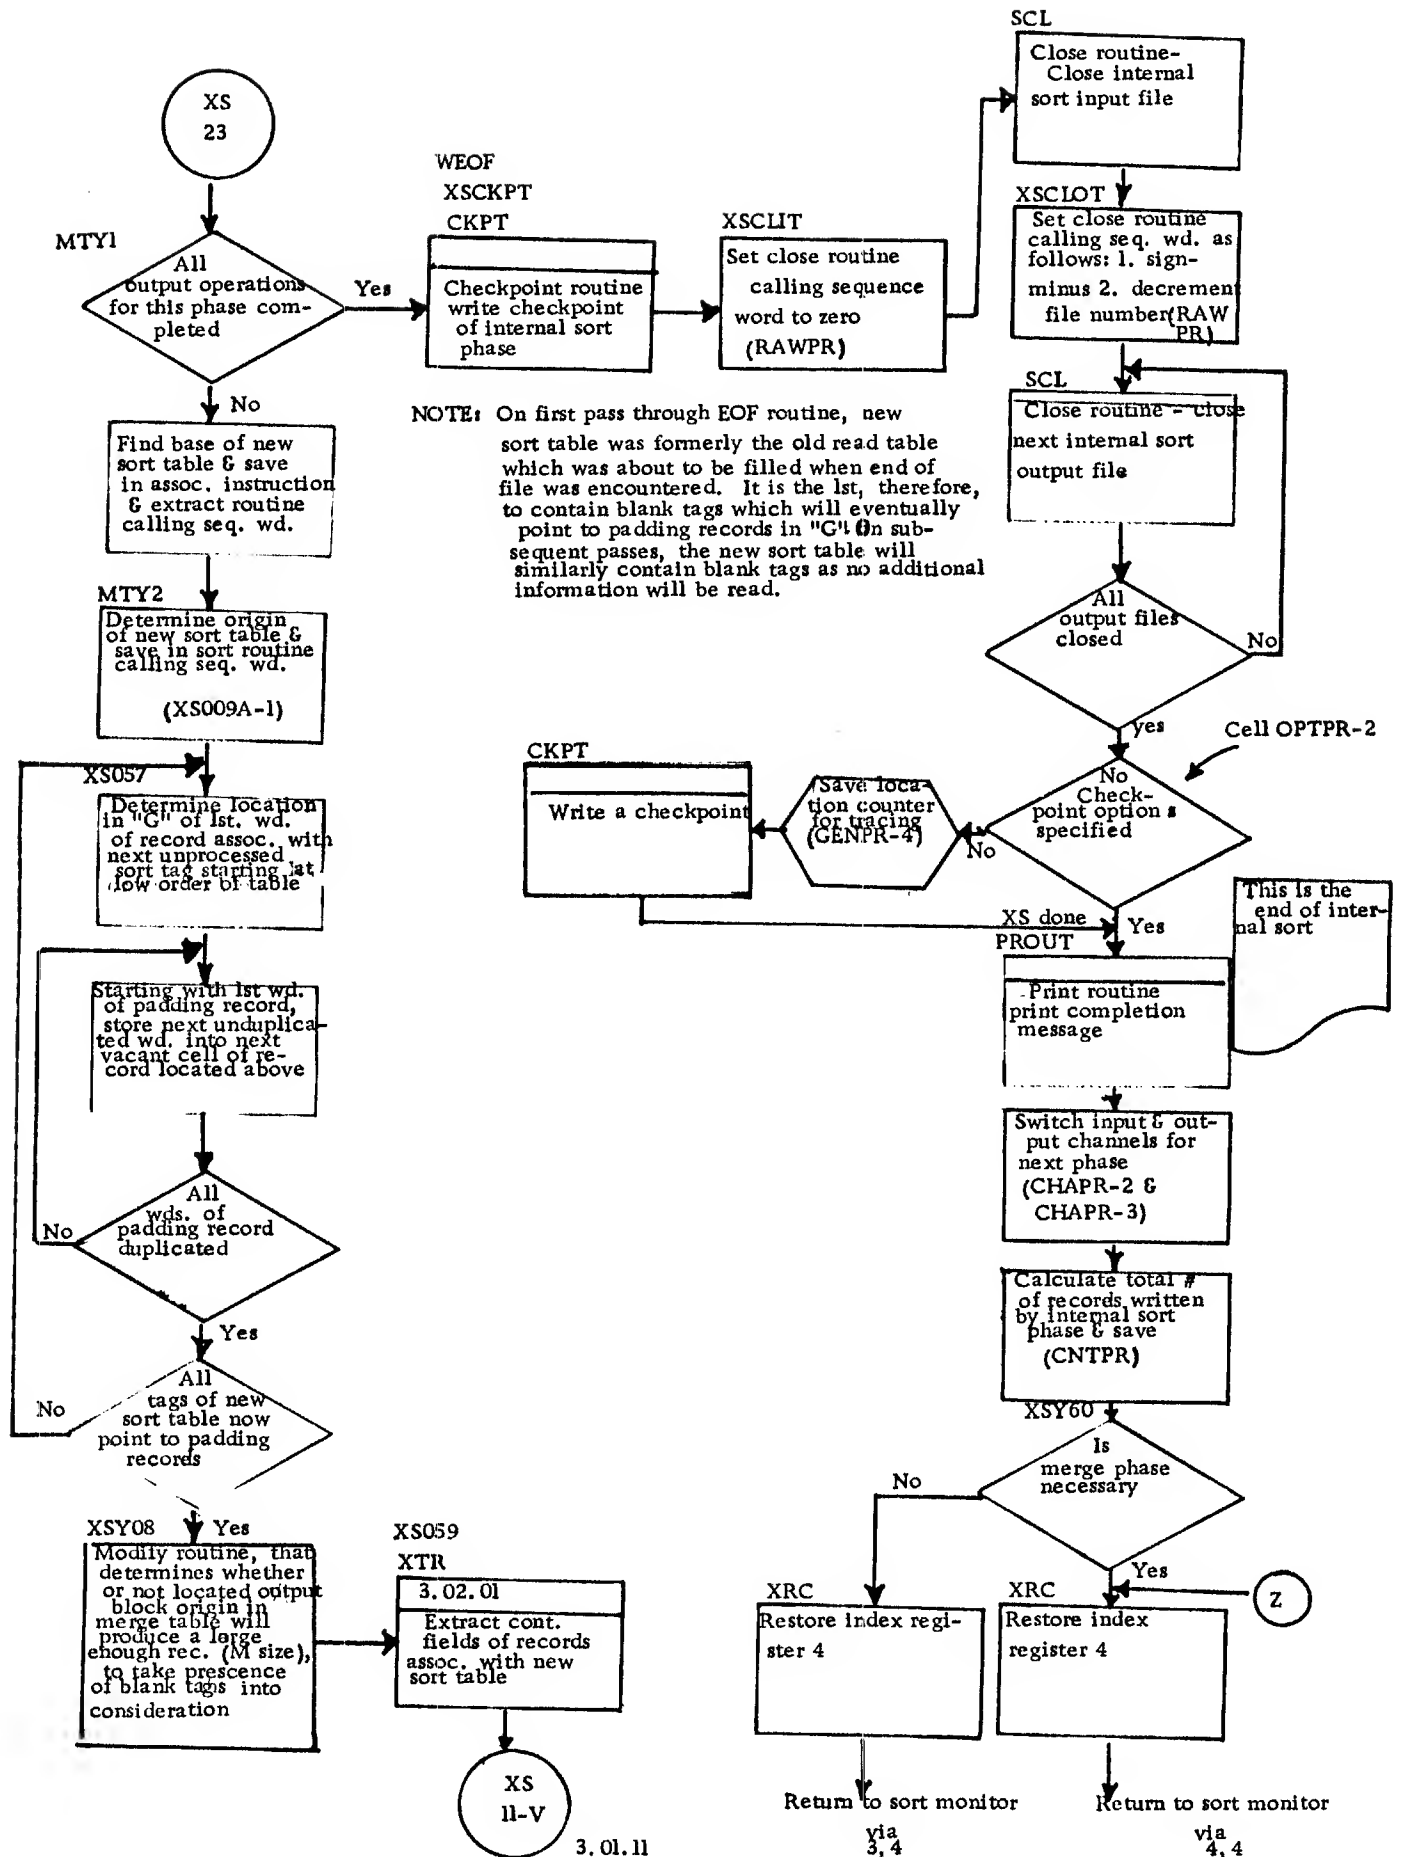 XS
23
MTY1
All
output operations
for this phase com-
pleted
Yes
No
WEOF
XSCKPT
CKPT
Checkpoint routine
write checkpoint
of internal sort
phase
XSCLIT
Set close routine
calling sequence
word to zero
(RAWPR)
SCL
Close routine-
Close internal
sort input file
XSCLOT
Set close routine
calling seq. wd. as
follows: 1. sign-
minus 2. decrement
file number(RAW
PR)
SCL
Close routine - close
next internal sort
output file
All
output files
closed
No
yes
Cell OPTPR-2
No
Check-
point options
specified
No
Yes
Save loca-
tion counter
for tracing
(GENPR-4)
CKPT
Write a checkpoint
XS done
PROUT
Print routine
print completion
message
This is the
end of inter-
nal sort
Switch input & out-
put channels for
next phase
(CHAPR-2 &
CHAPR-3)
Calculate total #
of records written
by internal sort
phase & save
(CNTPR)
XSY60
Is
merge phase
necessary
No
Yes
Z
XRC
Restore index regi-
ster 4
XRC
Restore index
register 4
Return to sort monitor
via
3, 4
Return to sort monitor
via
4, 4
NOTE: On first pass through EOF routine, new
sort table was formerly the old read table
which was about to be filled when end of
file was encountered. It is the 1st, therefore,
to contain blank tags which will eventually
point to padding records in "G". On sub-
sequent passes, the new sort table will
similarly contain blank tags as no additional
information will be read.
Find base of new
sort table & save
in assoc. instruction
& extract routine
calling seq. wd.
MTY2
Determine origin
of new sort table &
save in sort routine
calling seq. wd.
(XS009A-1)
XS057
Determine location
in "G" of 1st. wd.
of record assoc. with
next unprocessed
sort tag starting at
low order of table
Starting with 1st wd.
of padding record,
store next unduplica-
ted wd. into next
vacant cell of re-
cord located above
All
wds. of
padding record
duplicated
No
Yes
All
tags of new
sort table now
point to padding
records
No
Yes
XSY08
Modify routine, that
determines whether
or not located output
block origin in
merge table will
produce a large
enough rec. (M size),
to take prescence
of blank tags into
consideration
XS059
XTR
3.02.01
Extract cont.
fields of records
assoc. with new
sort table
XS
11-V
3.01.11